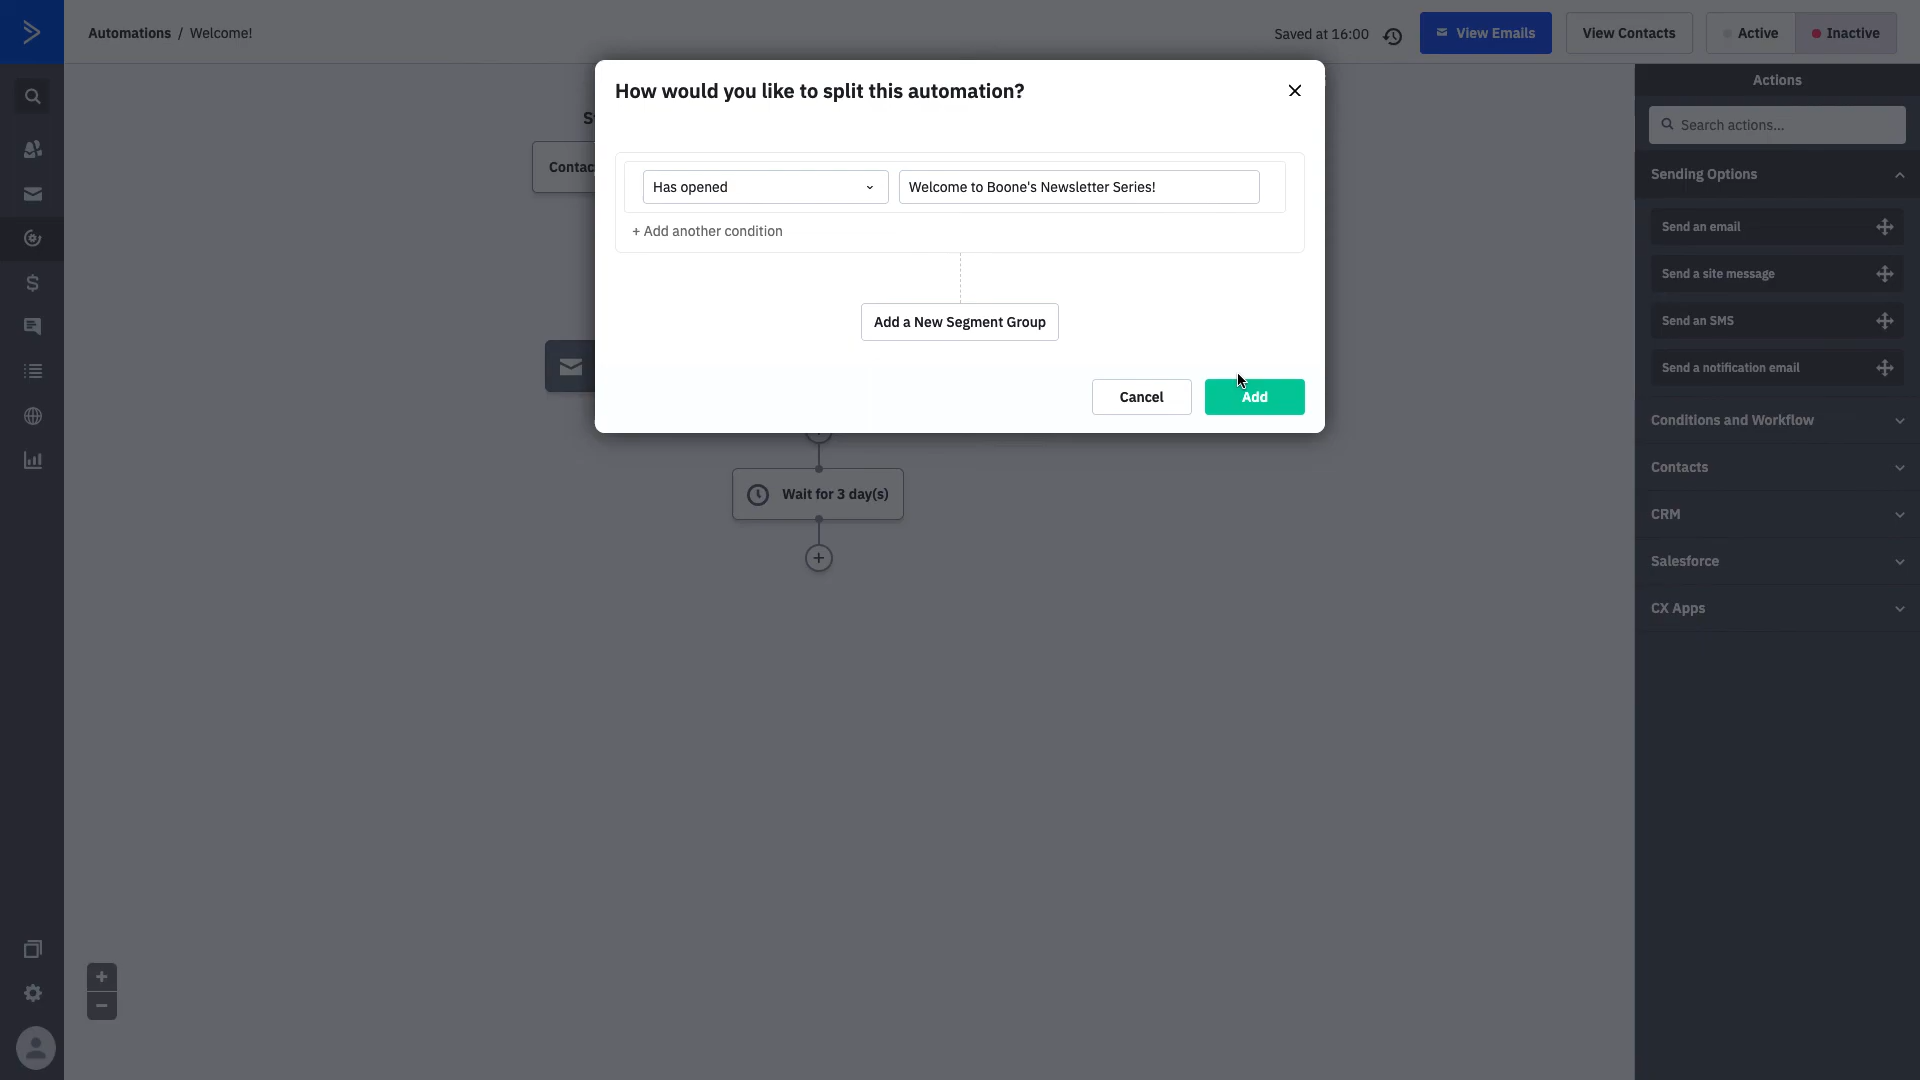 Automations / Welcome!
Saved at 16:00
View Emails
View Contacts
Active
Inactive
How would you like to split this automation?
Has opened
Welcome to Boone's Newsletter Series!
+ Add another condition
Add a New Segment Group
Cancel
Add
Contac
Wait for 3 day(s)
Actions
Search actions...
Sending Options
Send an email
Send a site message
Send an SMS
Send a notification email
Conditions and Workflow
Contacts
CRM
Salesforce
CX Apps